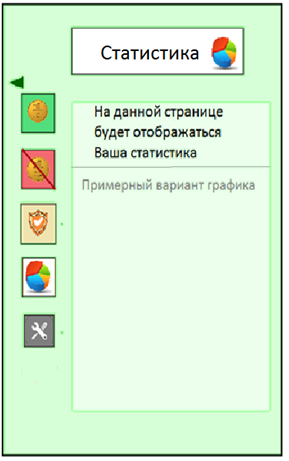 Статистика
На данной странице
будет отображаться
Ваша статистика
Примерный вариант графика